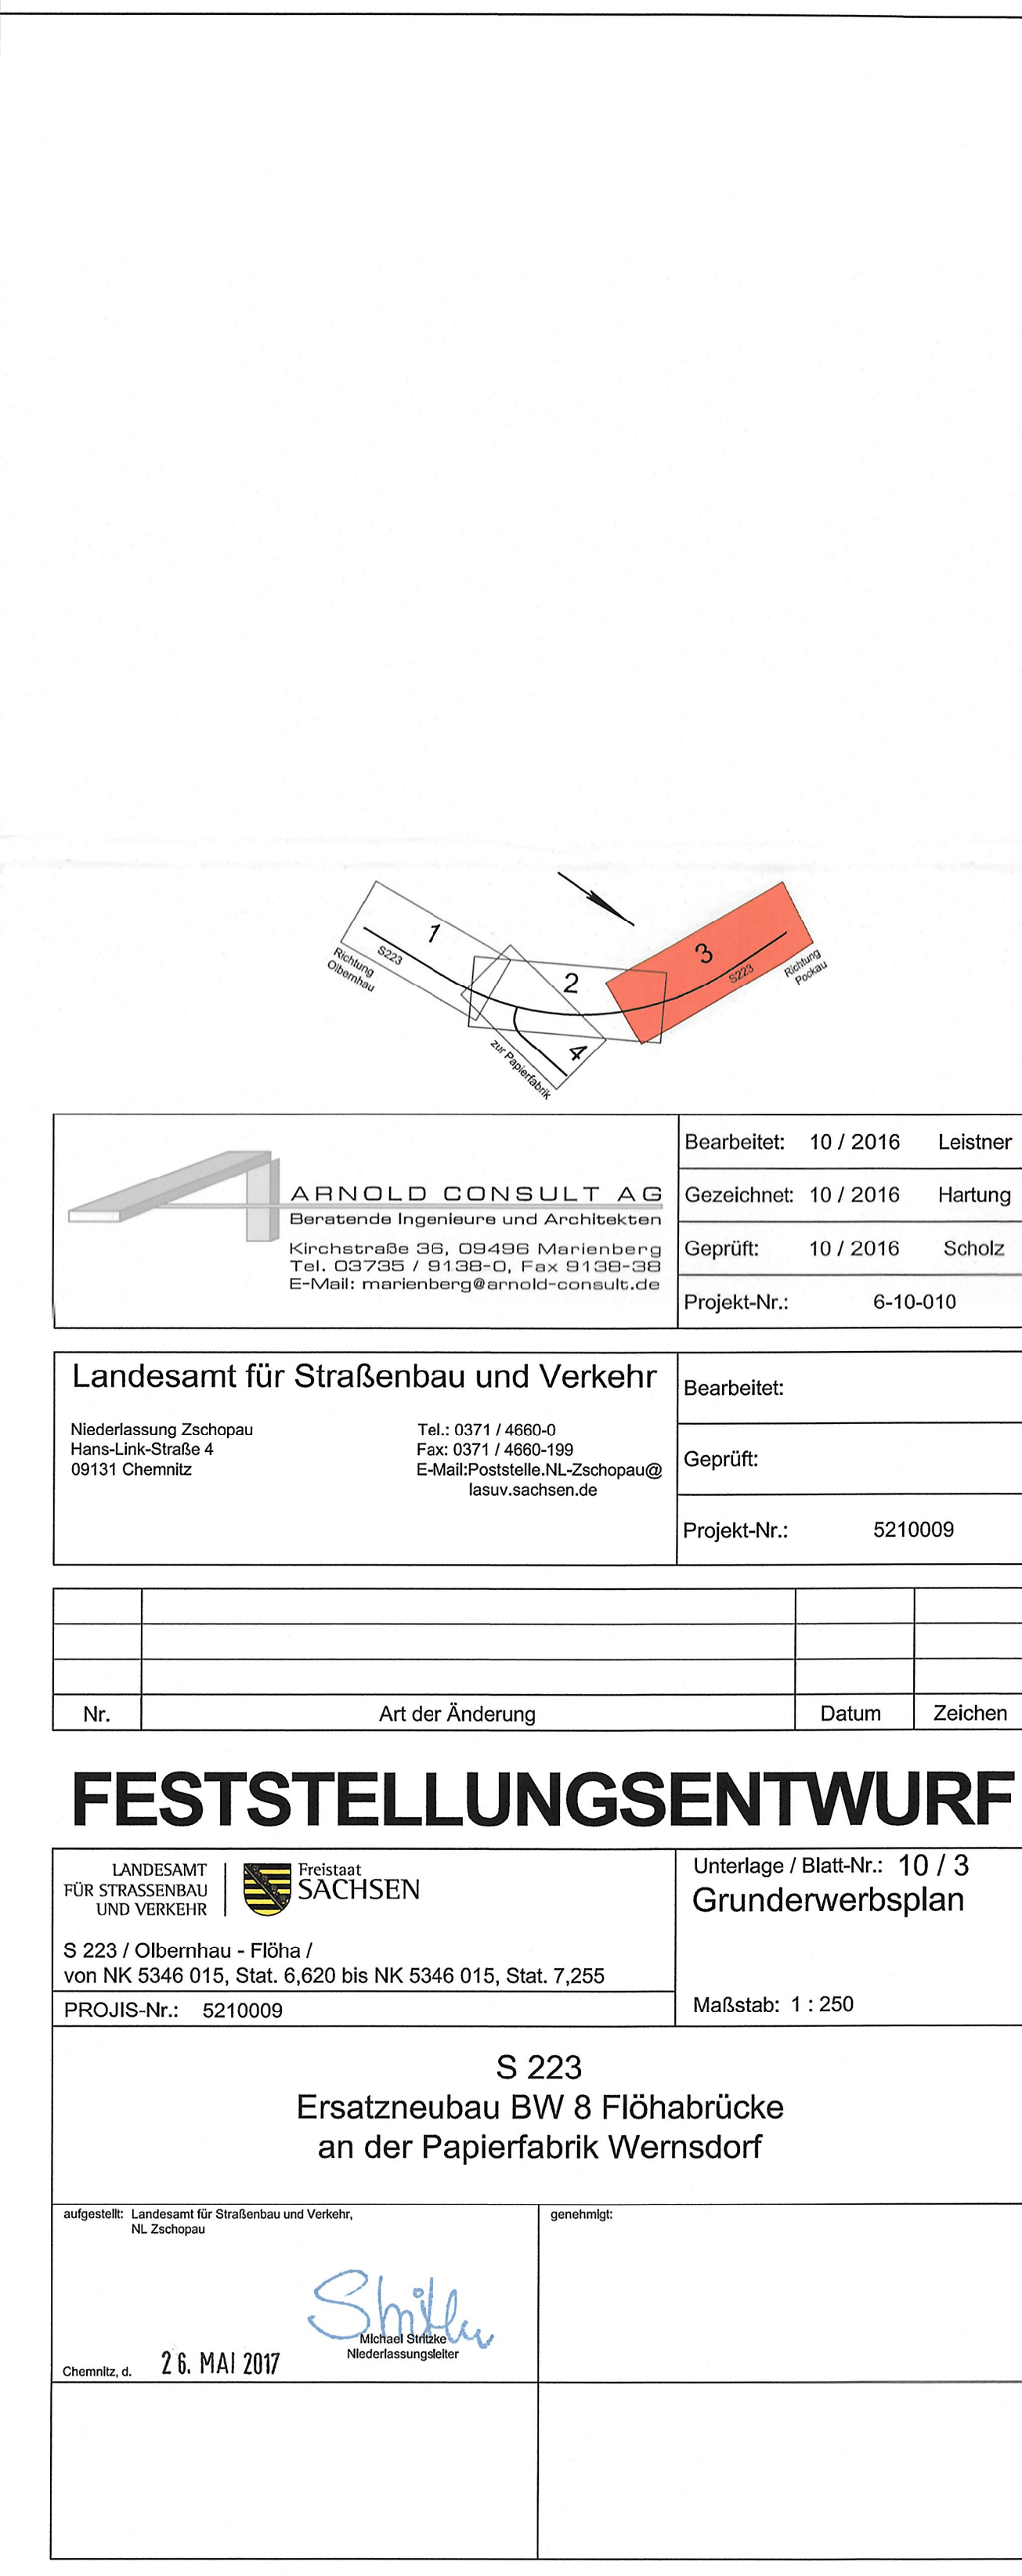 1
S223
Richtung
Olbernhau
2
3
S223
Richtung
Pockau
4
zur Papierfabrik
ARNOLD CONSULT AG
Beratende Ingenieure und Architekten
Kirchstraße 36, 09496 Marienberg
Tel. 03735 / 9138-0, Fax 9138-38
E-Mail: marienberg@arnold-consult.de
Bearbeitet: 10 / 2016 Leistner
Gezeichnet: 10 / 2016 Hartung
Geprüft: 10 / 2016 Scholz
Projekt-Nr.: 6-10-010
Landesamt für Straßenbau und Verkehr
Niederlassung Zschopau
Hans-Link-Straße 4
09131 Chemnitz
Tel.: 0371 / 4660-0
Fax: 0371 / 4660-199
E-Mail:Poststelle.NL-Zschopau@
lasuv.sachsen.de
Bearbeitet:
Geprüft:
Projekt-Nr.: 5210009
Nr. Art der Änderung Datum Zeichen
FESTSTELLUNGSENTWURF
LANDESAMT
FÜR STRASSENBAU
UND VERKEHR
Freistaat
SACHSEN
S 223 / Olbernhau - Flöha /
von NK 5346 015, Stat. 6,620 bis NK 5346 015, Stat. 7,255
PROJIS-Nr.: 5210009
Unterlage / Blatt-Nr.: 10 / 3
Grunderwerbsplan
Maßstab: 1 : 250
S 223
Ersatzneubau BW 8 Flöhabrücke
an der Papierfabrik Wernsdorf
aufgestellt: Landesamt für Straßenbau und Verkehr,
NL Zschopau
Michael Stritzke
Niederlassungsleiter
Chemnitz, d. 26. MAI 2017
genehmigt: